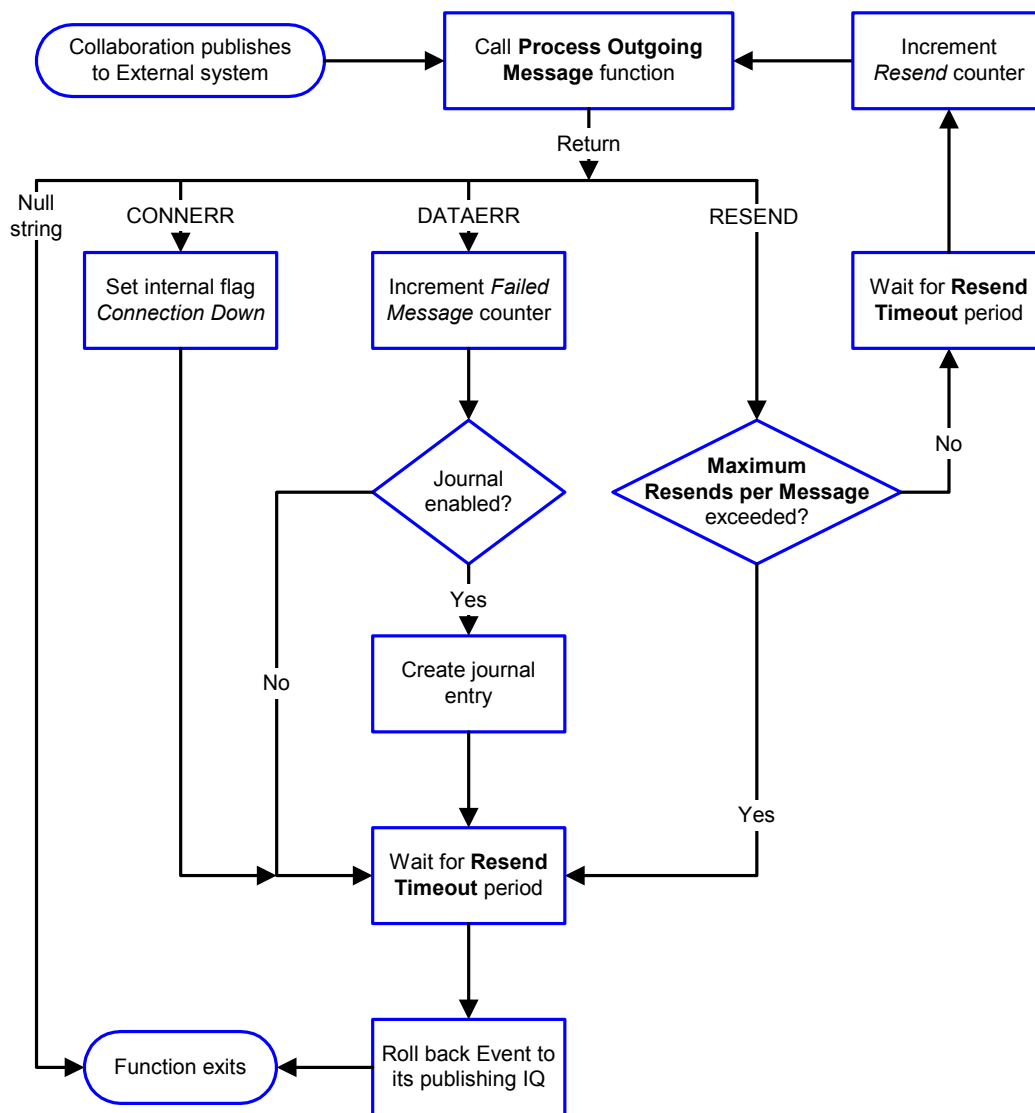 Collaboration publishes
to External system
Call Process Outgoing
Message function
Increment
Resend counter
Return
Null
string
CONNERR
DATAERR
RESEND
Set internal flag
Connection Down
Increment Failed
Message counter
Wait for Resend
Timeout period
No
Journal
enabled?
Maximum
Resends per Message
exceeded?
Yes
No
Create journal
entry
Yes
Wait for Resend
Timeout period
Function exits
Roll back Event to
its publishing IQ